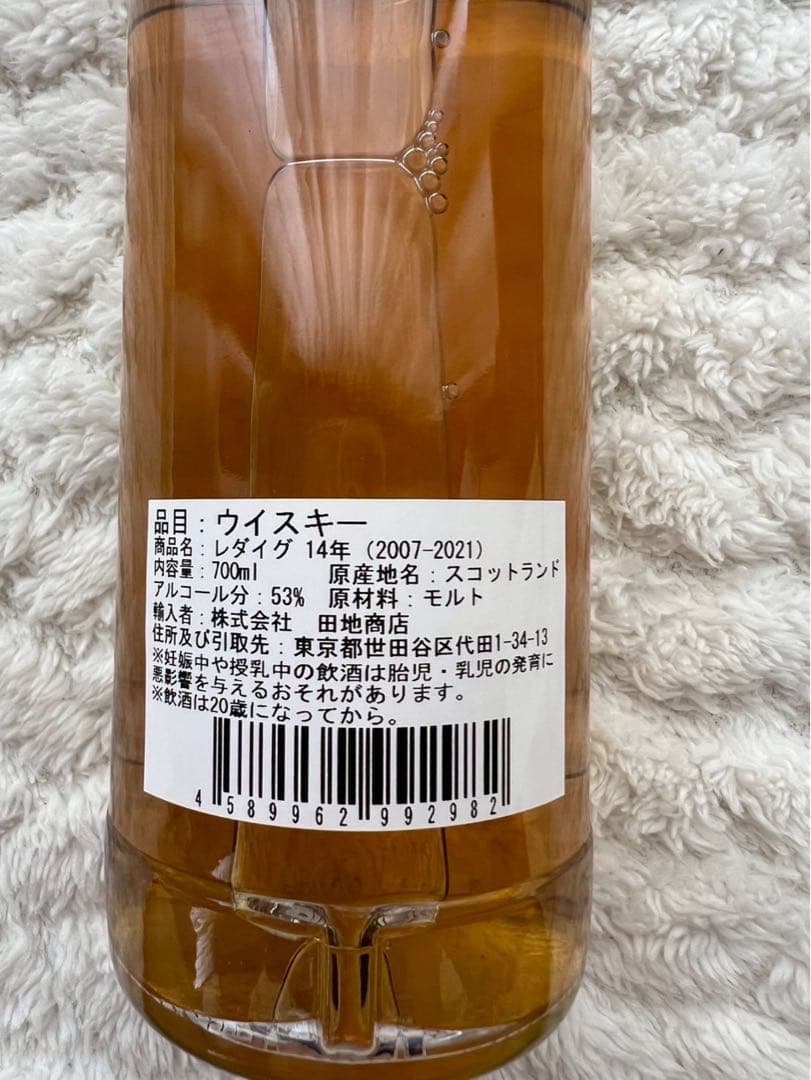 品目：ウイスキー
商品名：レダイグ 14年（2007-2021）
内容量：700ml　原産地名：スコットランド
アルコール分：53%　原材料：モルト
輸入者：株式会社　田地商店
住所及び引取先：東京都世田谷区代田1-34-13
※妊娠中や授乳中の飲酒は胎児・乳児の発育に
悪影響を与えるおそれがあります。
※飲酒は20歳になってから。
4589962992982